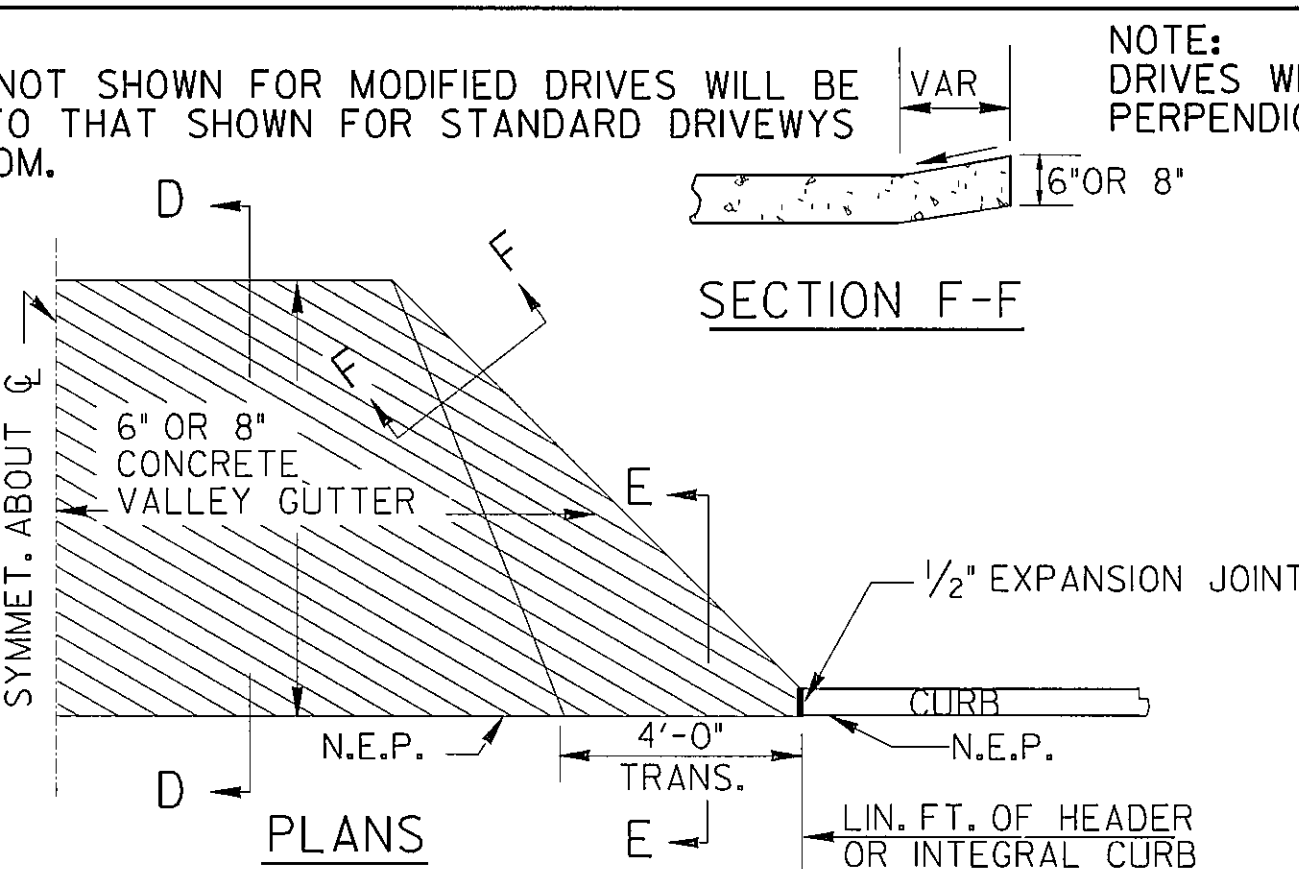 NOT SHOWN FOR MODIFIED DRIVES WILL BE
TO THAT SHOWN FOR STANDARD DRIVEWYS
OM.
NOTE:
DRIVES WI
PERPENDIC
VAR
6" OR 8"
SECTION F-F
D
F
F
SYMMET. ABOUT ℄
6" OR 8"
CONCRETE
VALLEY GUTTER
E
1/2" EXPANSION JOINT
CURB
N.E.P.
4'-0"
TRANS.
N.E.P.
D
PLANS
E
LIN. FT. OF HEADER
OR INTEGRAL CURB